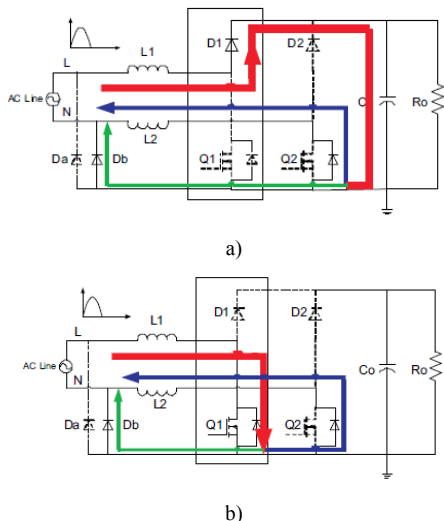 L
L1
D1
D2
AC Line
N
C
Ro
L2
Da
Db
Q1
Q2
a)
L
L1
D1
D2
AC Line
N
Co
Ro
L2
Da
Db
Q1
Q2
b)